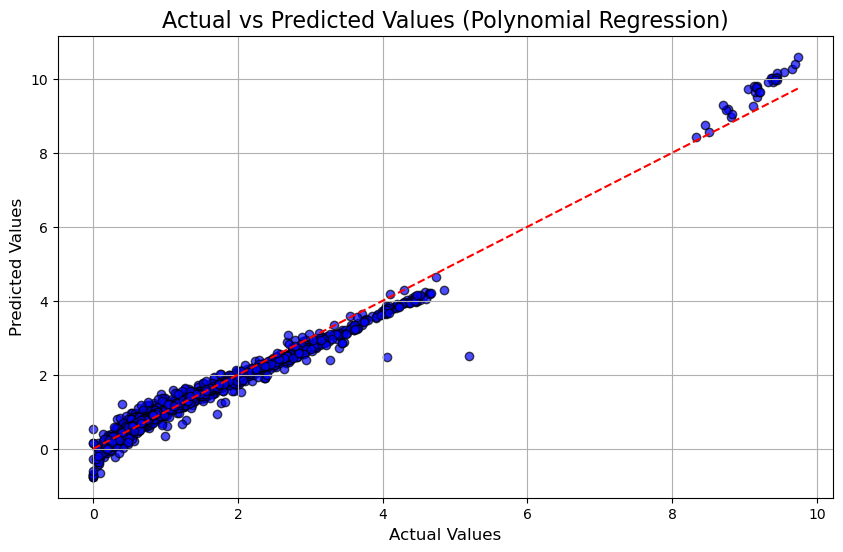 Actual vs Predicted Values (Polynomial Regression)
Predicted Values
10
8
6
4
2
0
0 2 4 6 8 10
Actual Values